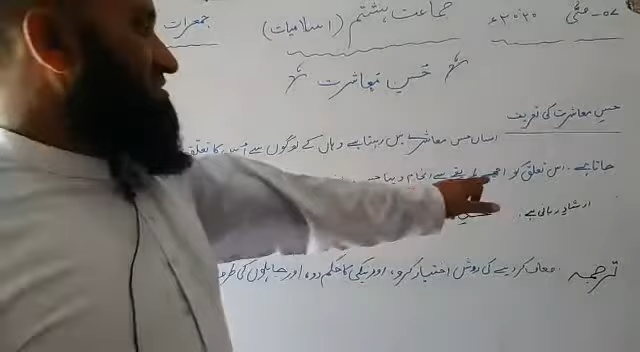 ۰۷ - مئی ۲۰۲۰ء جماعت ہشتم (اسلامیات) جمعرات
حسنِ معاشرت
حسنِ معاشرت کی تعریف
انسان جس معاشرے میں رہتا ہے وہاں کے لوگوں سے اس کا تعلق
جاتا ہے ۔ اس تعلق کو اچھے طریقے سے انجام دینا
ارشادِ ربانی ہے ۔
ترجمہ معاف کر دینے کی روش اختیار کرو، اور نیکی کا حکم دو، اور جاہلوں کی